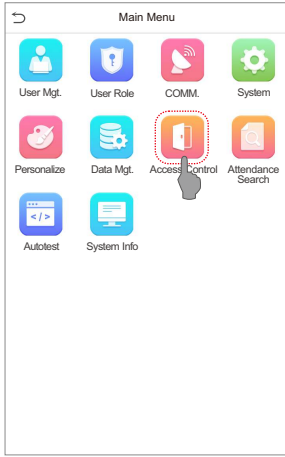 Main Menu
User Mgt.
User Role
COMM.
System
Personalize
Data Mgt.
Access Control
Attendance
Search
</>
Autotest
System Info